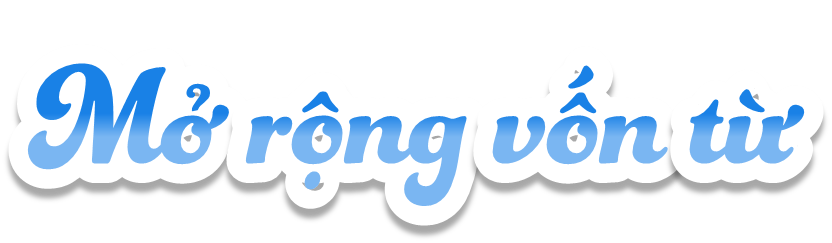 Mở rộng vốn từ